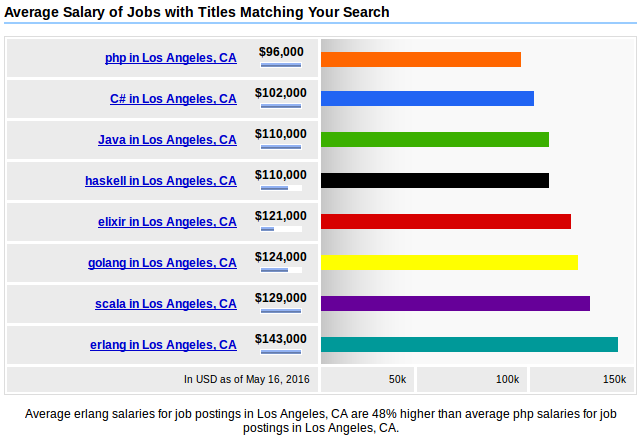 Average Salary of Jobs with Titles Matching Your Search
php in Los Angeles, CA $96,000
C# in Los Angeles, CA $102,000
Java in Los Angeles, CA $110,000
haskell in Los Angeles, CA $110,000
elixir in Los Angeles, CA $121,000
golang in Los Angeles, CA $124,000
scala in Los Angeles, CA $129,000
erlang in Los Angeles, CA $143,000
In USD as of May 16, 2016 50k 100k 150k
Average erlang salaries for job postings in Los Angeles, CA are 48% higher than average php salaries for job
postings in Los Angeles, CA.